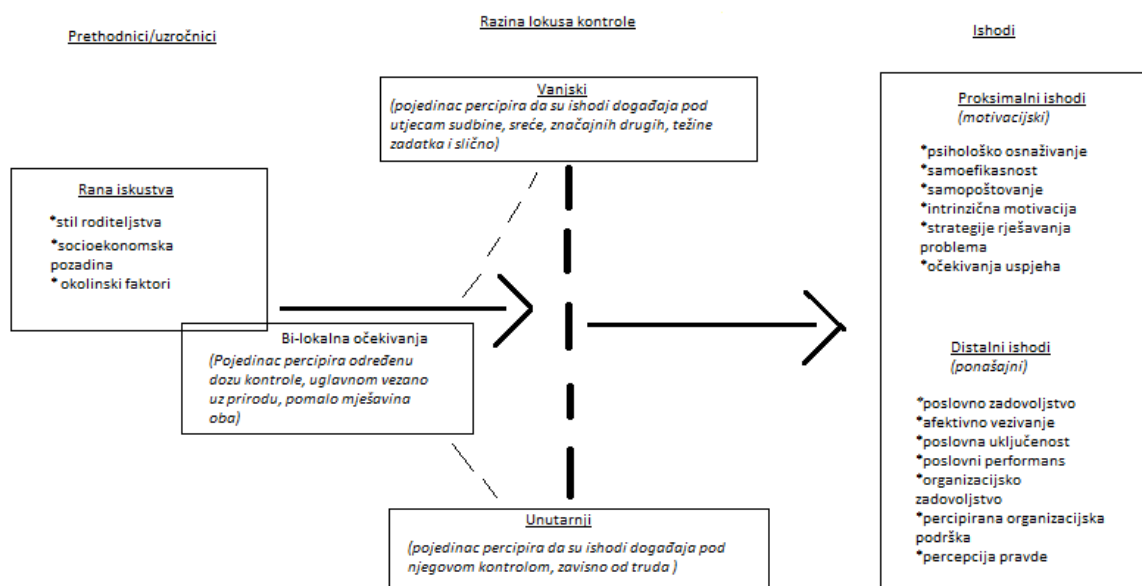 Prethodnici/uzročnici
Razina lokusa kontrole
Ishodi
Vanjski
(pojedinac percipira da su ishodi događaja pod
utjecam sudbine, sreće, značajnih drugih, težine
zadatka i slično)
Rana iskustva
*stil roditeljstva
*socioekonomska
pozadina
* okolinski faktori
Bi-lokalna očekivanja
(Pojedinac percipira određenu
dozu kontrole, uglavnom vezano
uz prirodu, pomalo mješavina
oba)
Unutarnji
(pojedinac percipira da su ishodi događaja pod
njegovom kontrolom, zavisno od truda )
Proksimalni ishodi
(motivacijski)
*psihološko osnaživanje
*samoefikasnost
*samopoštovanje
*intrinzična motivacija
*strategije rješavanja
problema
*očekivanja uspjeha
Distalni ishodi
(ponašajni)
*poslovno zadovoljstvo
*afektivno vezivanje
*poslovna uključenost
*poslovni performans
*organizacijsko
zadovoljstvo
*percipirana organizacijska
podrška
*percepcija pravde